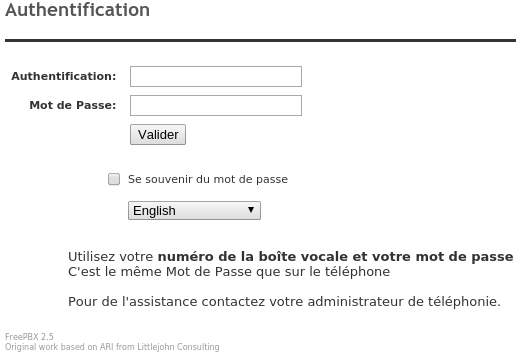 Authentification
Authentification:
Mot de Passe:
Valider
Se souvenir du mot de passe
English
Utilisez votre numéro de la boîte vocale et votre mot de passe
C'est le même Mot de Passe que sur le téléphone
Pour de l'assistance contactez votre administrateur de téléphonie.
FreePBX 2.5
Original work based on ARI from Littlejohn Consulting